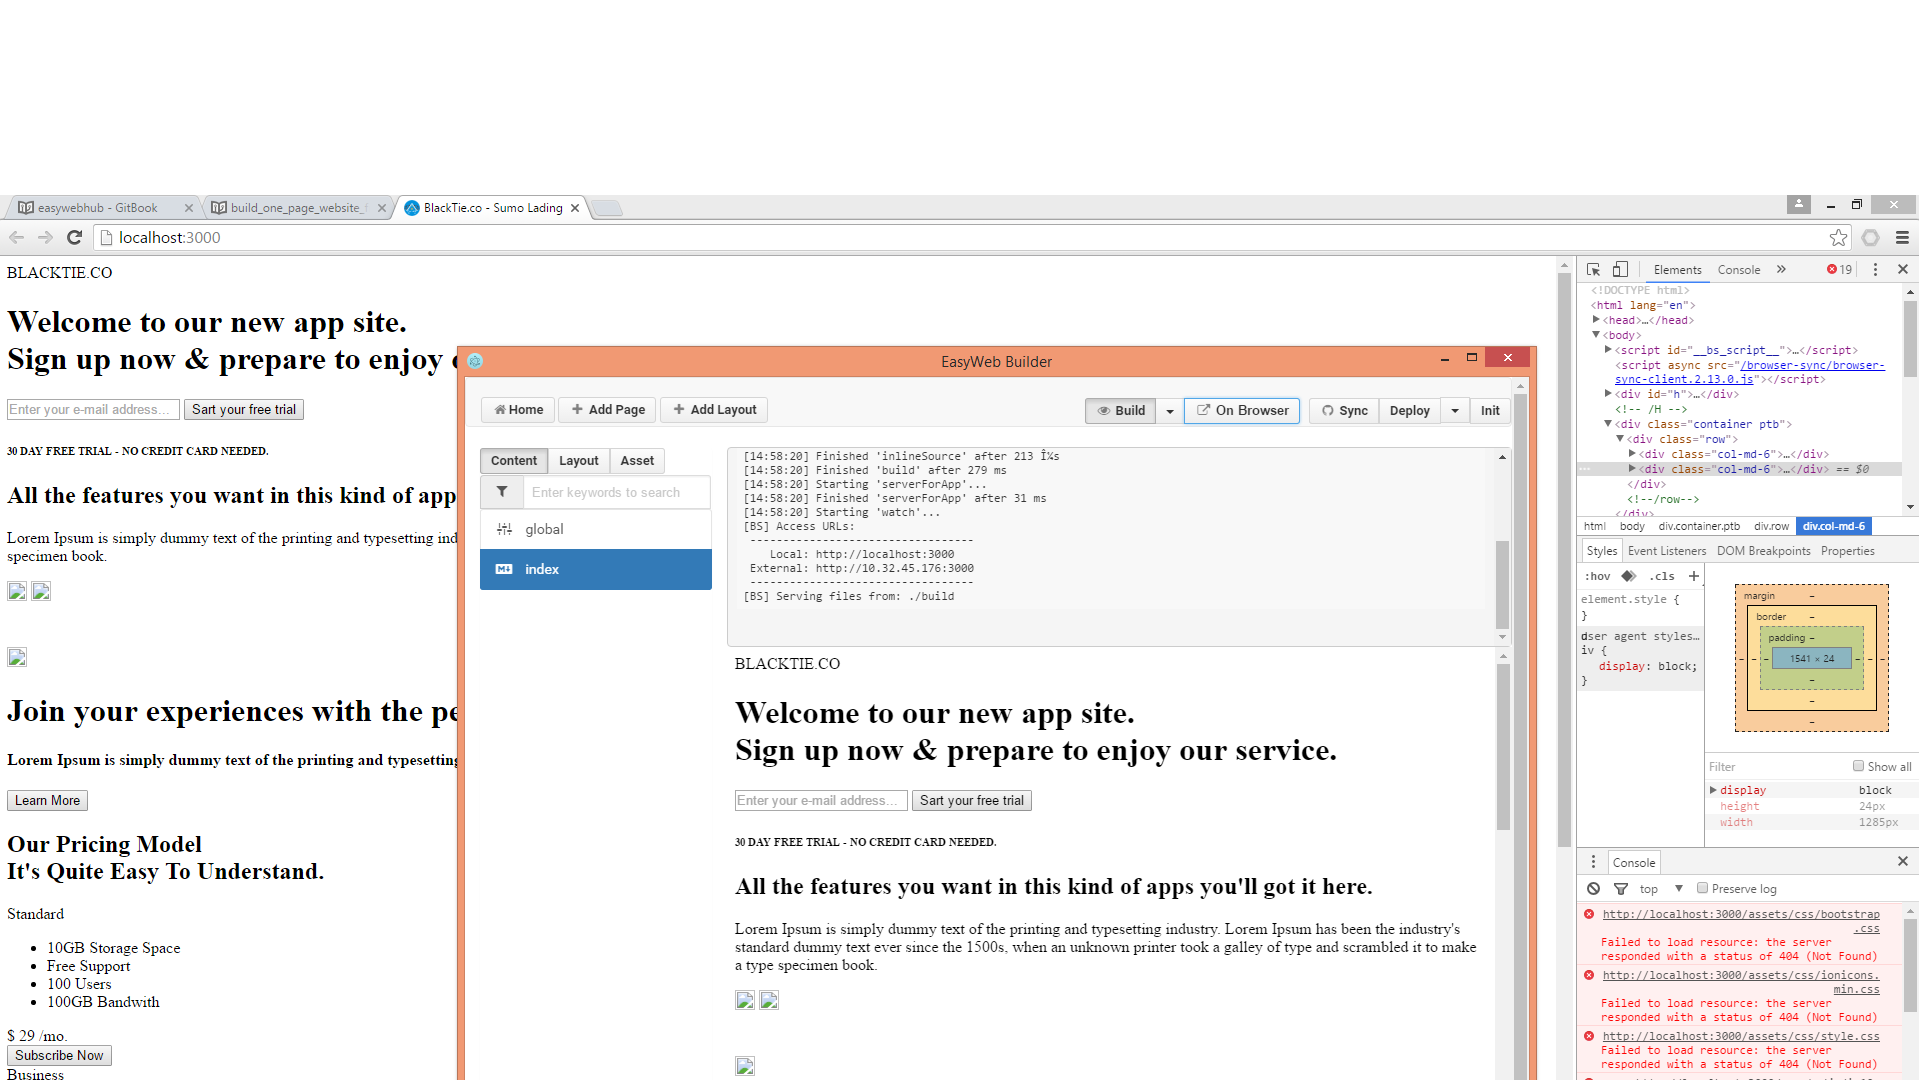 easywebhub - GitBook
build_one_page_website_f
BlackTie.co - Sumo Lading
localhost:3000
BLACKTIE.CO
Welcome to our new app site.
Sign up now & prepare to enjoy
Enter your e-mail address...
Sart your free trial
30 DAY FREE TRIAL - NO CREDIT CARD NEEDED.
All the features you want in this kind of app
Lorem Ipsum is simply dummy text of the printing and typesetting ind
specimen book.
Join your experiences with the pe
Lorem Ipsum is simply dummy text of the printing and typesetting
Learn More
Our Pricing Model
It's Quite Easy To Understand.
Standard
10GB Storage Space
Free Support
100 Users
100GB Bandwith
$ 29 /mo.
Subscribe Now
Business
EasyWeb Builder
Home
Add Page
Add Layout
Build
On Browser
Sync
Deploy
Init
Content
Layout
Asset
Enter keywords to search
global
index
[14:58:20] Finished 'inlineSource' after 213 Î¼s
[14:58:20] Finished 'build' after 279 ms
[14:58:20] Starting 'serverForApp'...
[14:58:20] Finished 'serverForApp' after 31 ms
[14:58:20] Starting 'watch'...
[BS] Access URLs:
----------------------------------
Local: http://localhost:3000
External: http://10.32.45.176:3000
----------------------------------
[BS] Serving files from: ./build
BLACKTIE.CO
Welcome to our new app site.
Sign up now & prepare to enjoy our service.
Enter your e-mail address...
Sart your free trial
30 DAY FREE TRIAL - NO CREDIT CARD NEEDED.
All the features you want in this kind of apps you'll got it here.
Lorem Ipsum is simply dummy text of the printing and typesetting industry. Lorem Ipsum has been the industry's
standard dummy text ever since the 1500s, when an unknown printer took a galley of type and scrambled it to make
a type specimen book.
Elements
Console
»
19
<!DOCTYPE html>
<html lang="en">
<head>…</head>
<body>
<script id="__bs_script__">…</script>
<script async src="/browser-sync/browser-
sync-client.2.13.0.js"></script>
<div id="h">…</div>
<!-- /H -->
<div class="container ptb">
<div class="row">
<div class="col-md-6">…</div>
<div class="col-md-6">…</div> == $0
</div>
<!--/row-->
</div>
html
body
div.container.ptb
div.row
div.col-md-6
Styles
Event Listeners
DOM Breakpoints
Properties
:hov
.cls
element.style {
}
user agent styles…
div {
display: block;
}
margin
border
padding
1541 × 24
Filter
Show all
display
block
height
24px
width
1285px
Console
top
Preserve log
http://localhost:3000/assets/css/bootstrap
.css
Failed to load resource: the server
responded with a status of 404 (Not Found)
http://localhost:3000/assets/css/ionicons.
min.css
Failed to load resource: the server
responded with a status of 404 (Not Found)
http://localhost:3000/assets/css/style.css
Failed to load resource: the server
responded with a status of 404 (Not Found)